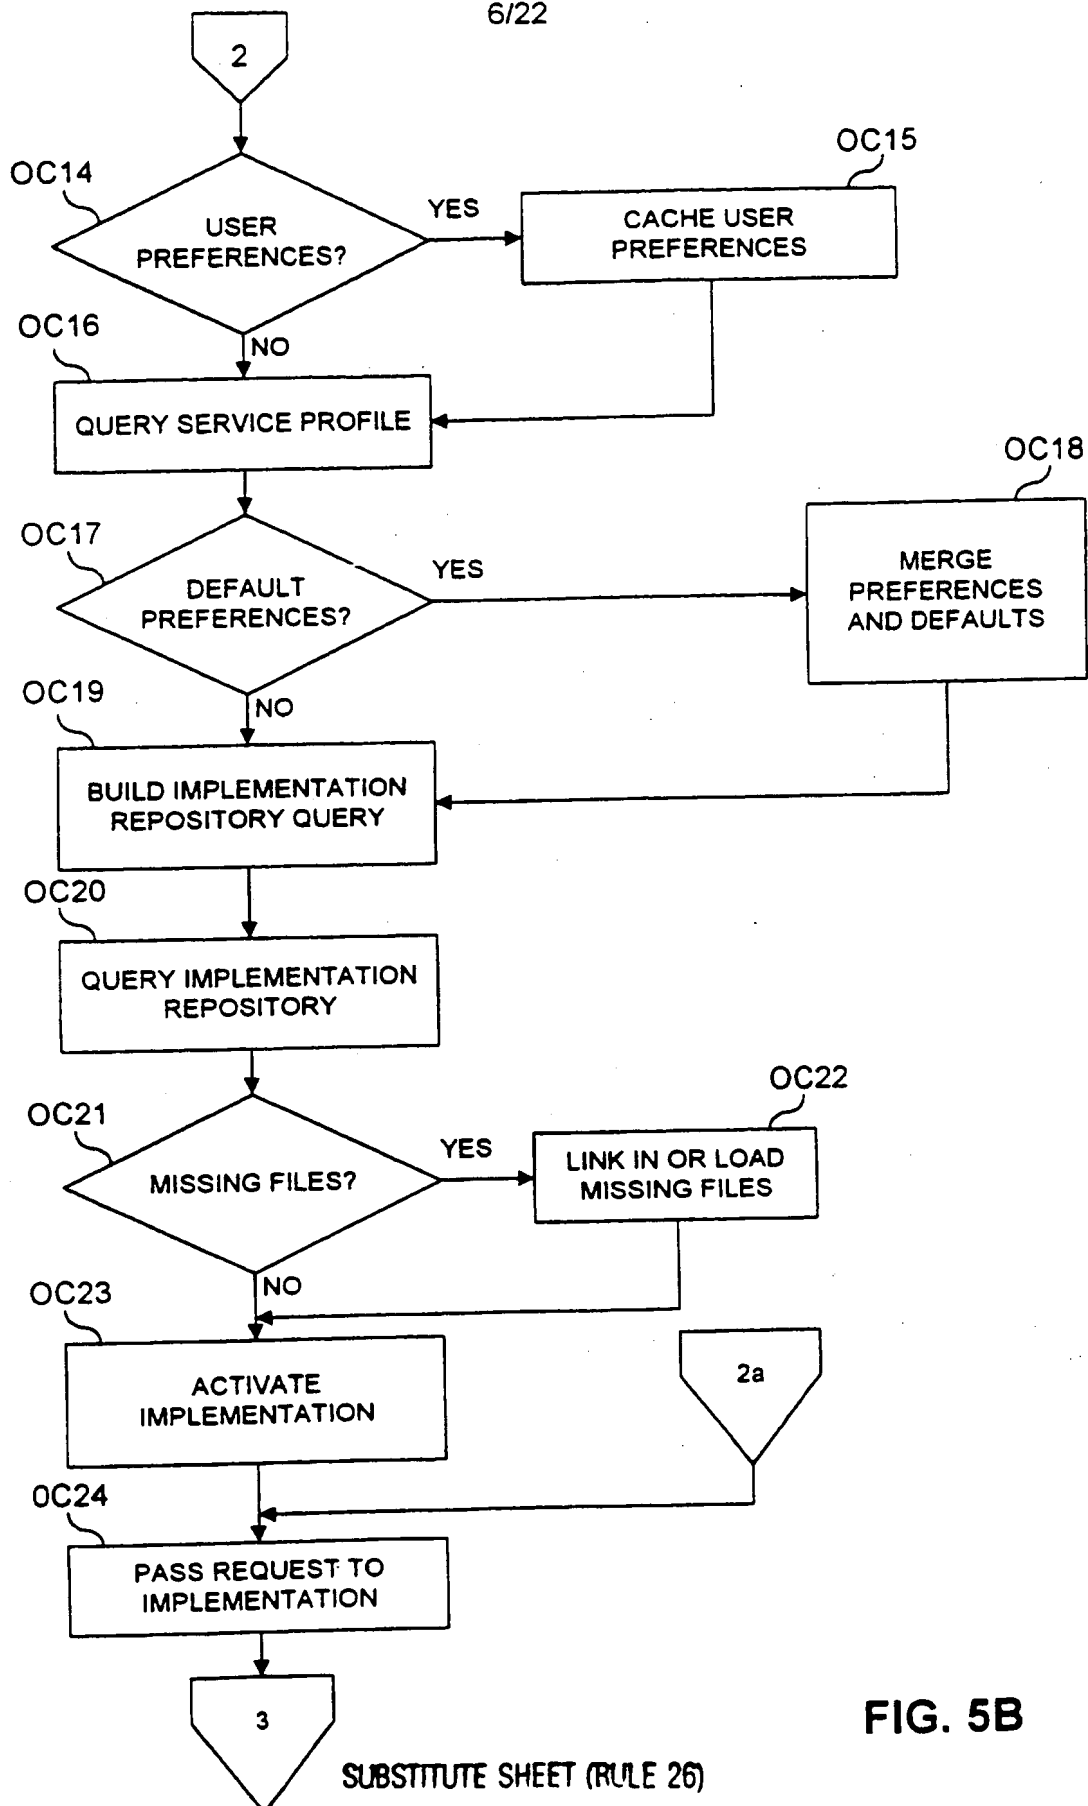 6/22
2
OC14
USER
PREFERENCES?
YES
OC15
CACHE USER
PREFERENCES
NO
OC16
QUERY SERVICE PROFILE
OC17
DEFAULT
PREFERENCES?
YES
OC18
MERGE
PREFERENCES
AND DEFAULTS
NO
OC19
BUILD IMPLEMENTATION
REPOSITORY QUERY
OC20
QUERY IMPLEMENTATION
REPOSITORY
OC21
MISSING FILES?
YES
OC22
LINK IN OR LOAD
MISSING FILES
NO
OC23
ACTIVATE
IMPLEMENTATION
2a
0C24
PASS REQUEST TO
IMPLEMENTATION
3
FIG. 5B
SUBSTITUTE SHEET (RULE 26)